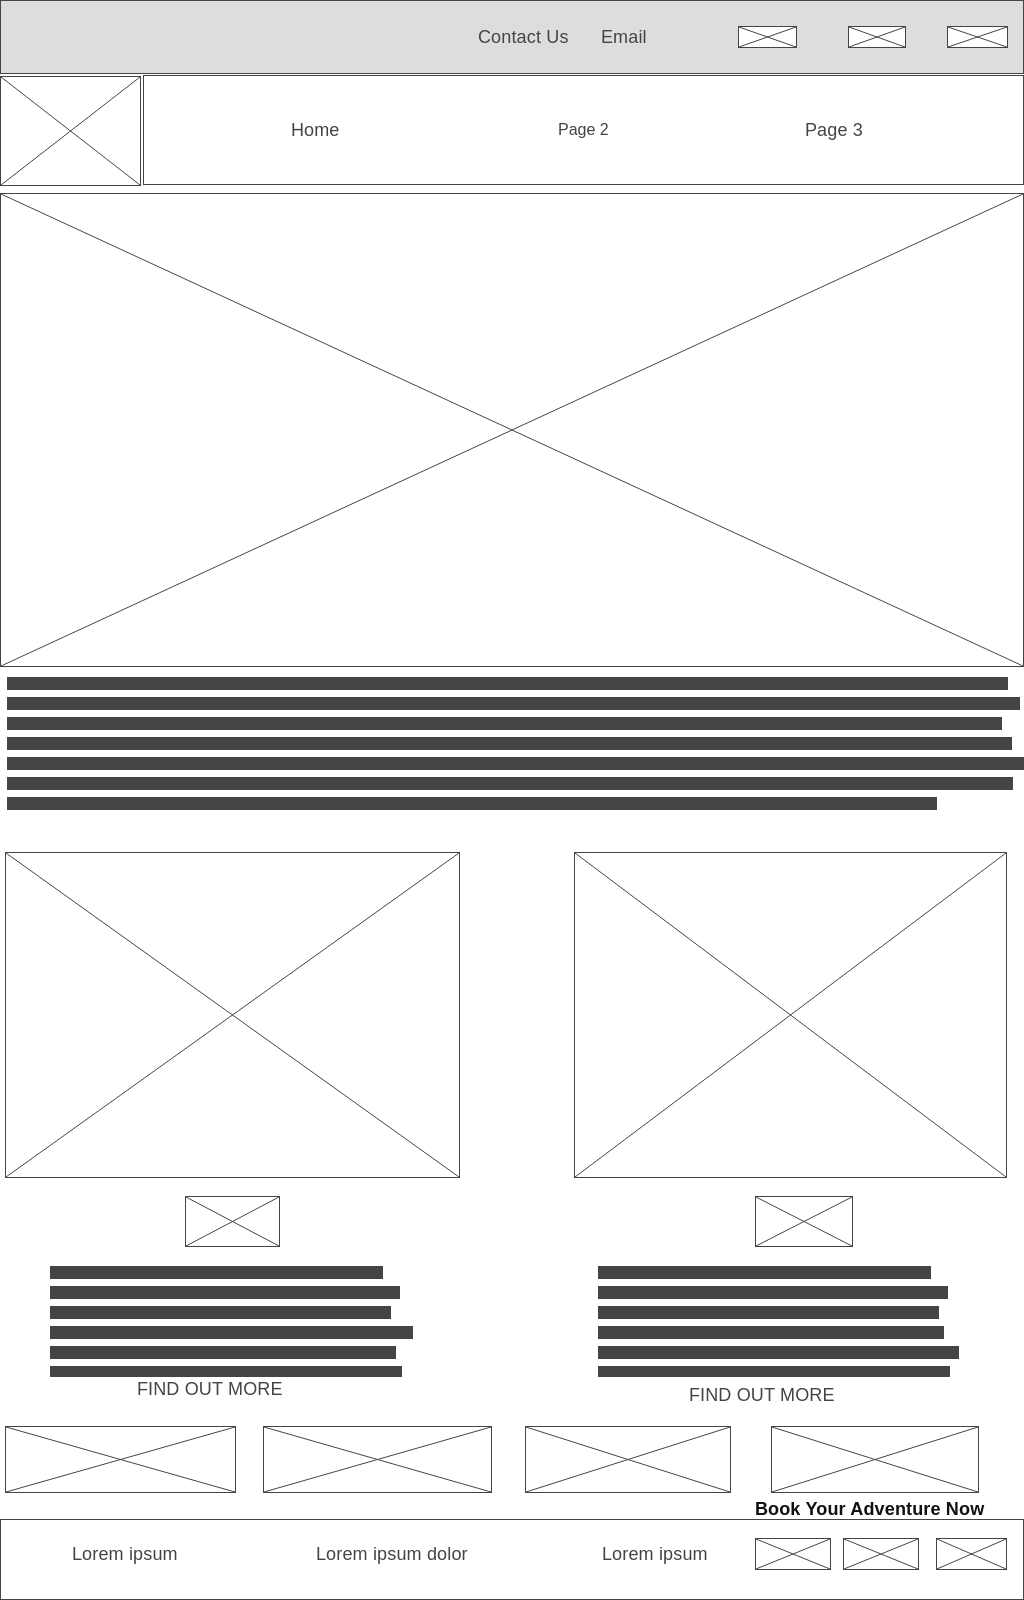 Contact Us Email
Home Page 2 Page 3
FIND OUT MORE
FIND OUT MORE
Book Your Adventure Now
Lorem ipsum Lorem ipsum dolor Lorem ipsum